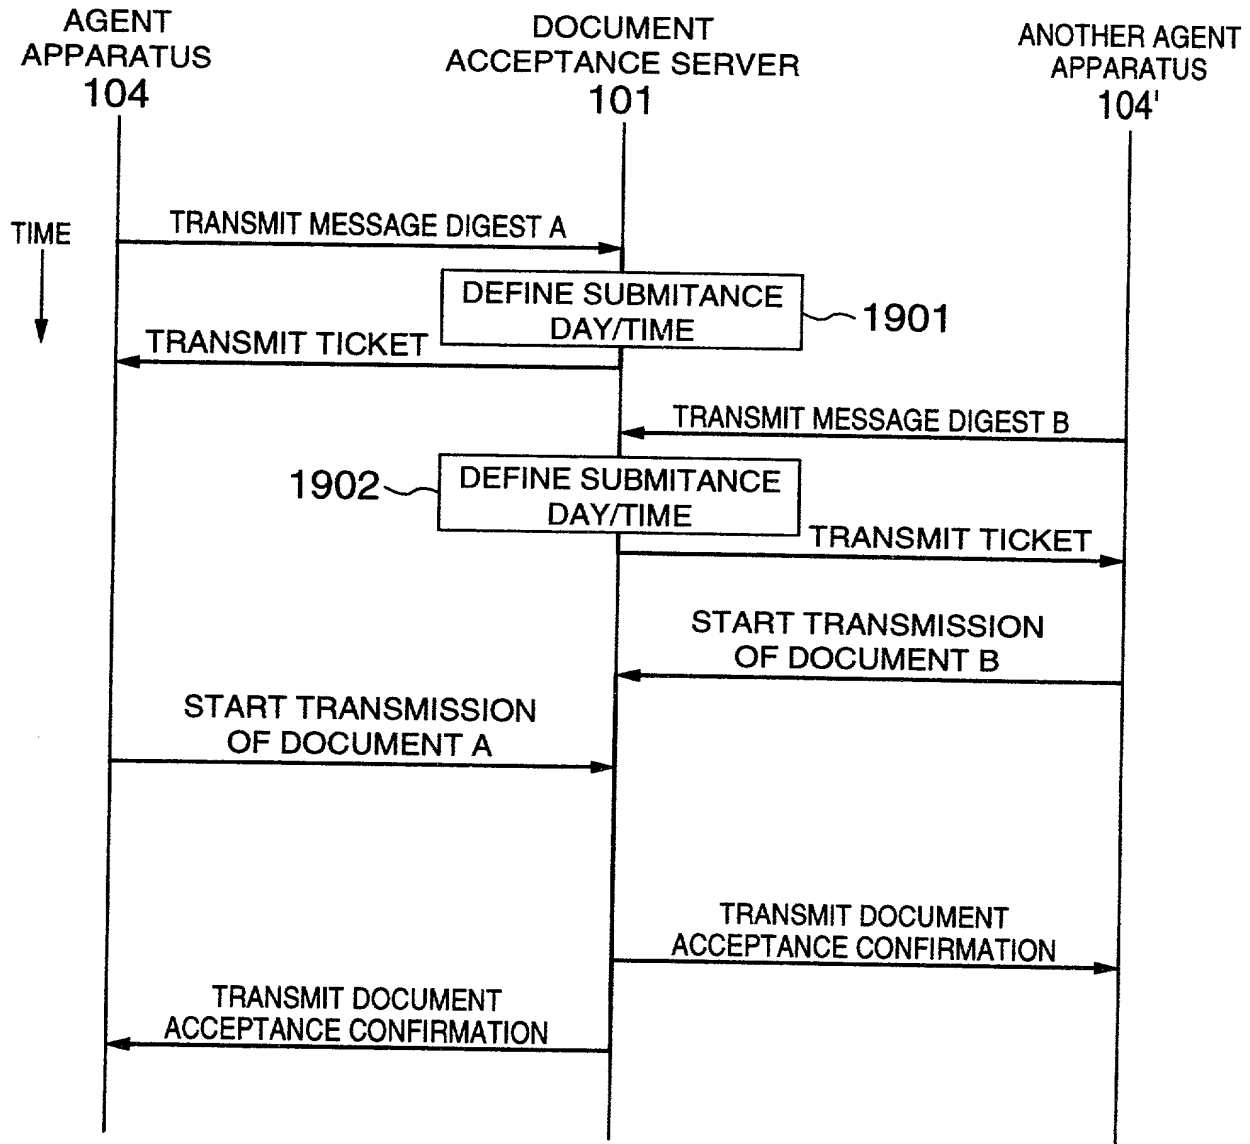 AGENT
APPARATUS
104
DOCUMENT
ACCEPTANCE SERVER
101
ANOTHER AGENT
APPARATUS
104'
TIME
TRANSMIT MESSAGE DIGEST A
DEFINE SUBMITANCE
DAY/TIME
1901
TRANSMIT TICKET
TRANSMIT MESSAGE DIGEST B
1902
DEFINE SUBMITANCE
DAY/TIME
TRANSMIT TICKET
START TRANSMISSION
OF DOCUMENT B
START TRANSMISSION
OF DOCUMENT A
TRANSMIT DOCUMENT
ACCEPTANCE CONFIRMATION
TRANSMIT DOCUMENT
ACCEPTANCE CONFIRMATION